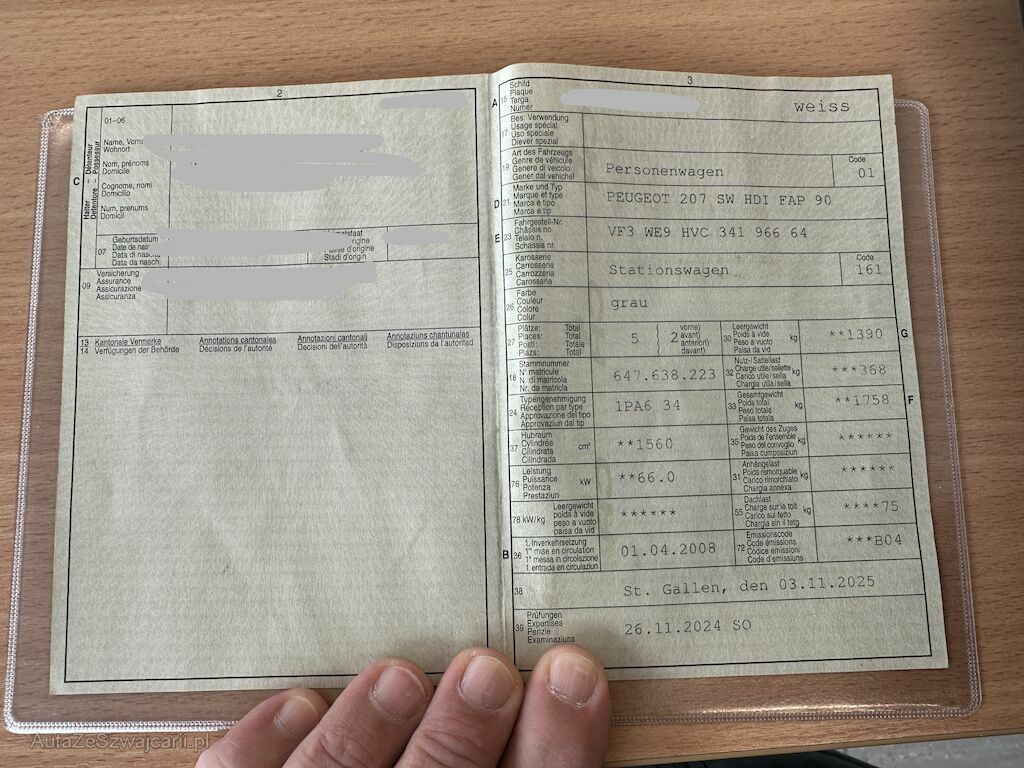 2
01-06
C
Halter – Détenteur
Detentore – Possessur
Name,
Wohnort
Nom, prénoms
Domicile
Cognome, nomi
Domicilio
Num, prenums
Domicil
07
Geburtsdatum
Date de
Data di
Data da nasch.
Stadi d'origin
09
Versicherung
Assurance
Assicurazione
Assicuranza
13 Kantonale Vermerke Annotations cantonales Annotazioni cantonali Annotaziuns chantunalas
14 Verfügungen der Behörde Décisions de l'autorité Decisioni dell'autorità Disposiziuns da l'autoritad
3
A 15
Schild
Plaque
Targa
Numer
weiss
17
Bes. Verwendung
Usage spécial
Uso speciale
Diever spezial
19
Art des Fahrzeugs
Genre de véhicule
Genere di veicolo
Gener dal vehichel
Personenwagen
Code
01
D 21
Marke und Typ
Marque et type
Marca e tipo
Marca e tip
PEUGEOT 207 SW HDI FAP 90
E 23
Fahrgestell-Nr.
Châssis no
Telaio n.
Schassis nr.
VF3 WE9 HVC 341 966 64
25
Karosserie
Carrosserie
Carrozzeria
Carossaria
Stationswagen
Code
161
26
Farbe
Couleur
Colore
Colur
grau
27
Plätze: Total
Places: Total
Posti: Totale
Plazs: Total
5
2
vorne)
avant)
anteriori)
davant)
30
Leergewicht
Poids à vide
Peso a vuoto
Paisa da vid
kg
**1390
G
18
Stammnummer
N° matricule
N. di matricola
Nr. da matricla
647.638.223
32
Nutz-/Sattellast
Charge utile/sellette
Carico utile/sella
Chargia utila/sella
kg
***368
24
Typengenehmigung
Réception par type
Approvazione del tipo
Approvaziun dal tip
1PA6 34
33
Gesamtgewicht
Poids total
Peso totale
Paisa totala
kg
**1758
F
37
Hubraum
Cylindrée
Cilindrata
Cilindrada
cm³
**1560
35
Gewicht des Zuges
Poids de l'ensemble
Peso del convoglio
Paisa cumposiziun
kg
******
76
Leistung
Puissance
Potenza
Prestaziun
kW
**66.0
31
Anhängelast
Poids remorquable
Carico rimorchiato
Chargia annexa
kg
******
78 kW/kg
Leergewicht
poids à vide
peso a vuoto
paisa da vid
******
55
Dachlast
Charge sur le toit
Carico sul tetto
Chargia sin il tetg
kg
****75
B 36
1. Inverkehrsetzung
1re mise en circulation
1a messa in circolazione
1. entrada en circulaziun
01.04.2008
72
Emissionscode
Code émissions
Codice emissioni
Code d'emissiuns
***B04
38
St. Gallen, den 03.11.2025
39
Prüfungen
Expertises
Perizie
Examinaziuns
26.11.2024 SO
AutazeSzwajcarii.pl